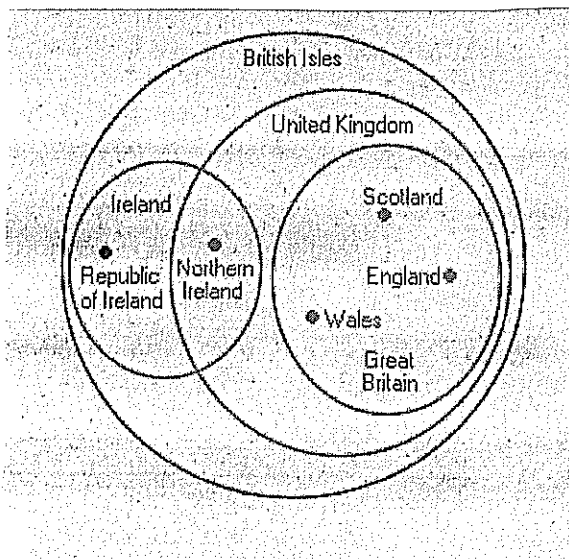 British Isles
United Kingdom
Ireland
Scotland
Republic
of Ireland
Northern
Ireland
England
Wales
Great
Britain